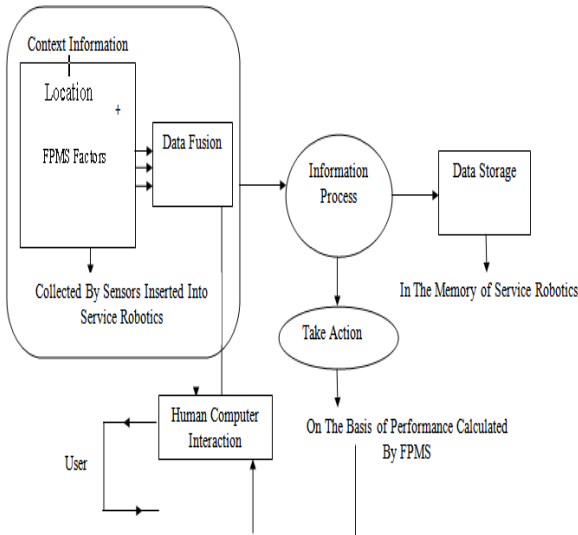 Context Information
Location
+
FPMS Factors
Data Fusion
Collected By Sensors Inserted Into
Service Robotics
Information
Process
Data Storage
In The Memory of Service Robotics
Take Action
On The Basis of Performance Calculated
By FPMS
Human Computer
Interaction
User